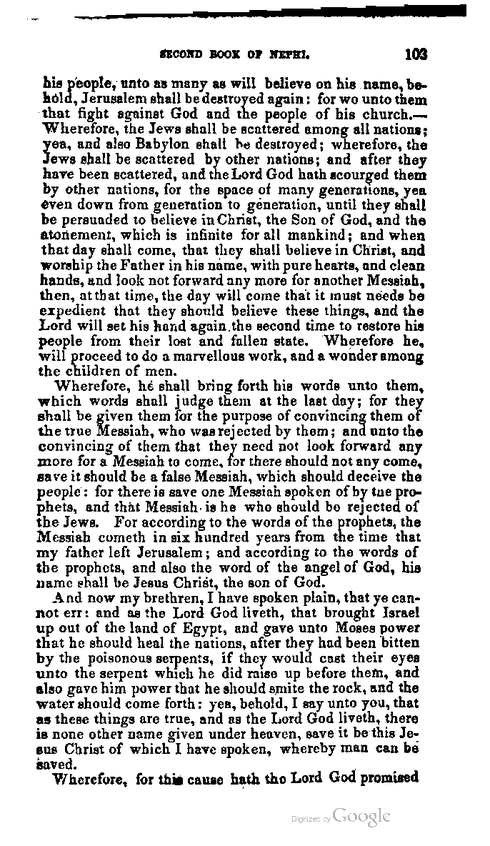 SECOND BOOK OF NEPHI. 103
his people, unto as many as will believe on his name, be-
hold, Jerusalem shall be destroyed again: for wo unto them
that fight against God and the people of his church.—
Wherefore, the Jews shall be scattered among all nations;
yea, and also Babylon shall be destroyed; wherefore, the
Jews shall be scattered by other nations; and after they
have been scattered, and the Lord God hath scourged them
by other nations, for the space of many generations, yea
even down from generation to generation, until they shall
be persuaded to believe in Christ, the Son of God, and the
atonement, which is infinite for all mankind; and when
that day shall come, that they shall believe in Christ, and
worship the Father in his name, with pure hearts, and clean
hands, and look not forward any more for another Messiah,
then, at that time, the day will come that it must needs be
expedient that they should believe these things, and the
Lord will set his hand again the second time to restore his
people from their lost and fallen state. Wherefore he,
will proceed to do a marvellous work, and a wonder among
the children of men.
Wherefore, he shall bring forth his words unto them,
which words shall judge them at the last day; for they
shall be given them for the purpose of convincing them of
the true Messiah, who was rejected by them; and unto the
convincing of them that they need not look forward any
more for a Messiah to come, for there should not any come,
save it should be a false Messiah, which should deceive the
people: for there is save one Messiah spoken of by the pro-
phets, and that Messiah is he who should be rejected of
the Jews. For according to the words of the prophets, the
Messiah cometh in six hundred years from the time that
my father left Jerusalem; and according to the words of
the prophets, and also the word of the angel of God, his
name shall be Jesus Christ, the son of God.
And now my brethren, I have spoken plain, that ye can-
not err: and as the Lord God liveth, that brought Israel
up out of the land of Egypt, and gave unto Moses power
that he should heal the nations, after they had been bitten
by the poisonous serpents, if they would cast their eyes
unto the serpent which he did raise up before them, and
also gave him power that he should smite the rock, and the
water should come forth: yea, behold, I say unto you, that
as these things are true, and as the Lord God liveth, there
is none other name given under heaven, save it be this Je-
sus Christ of which I have spoken, whereby man can be
saved.
Wherefore, for this cause hath the Lord God promised
Digitized by Google